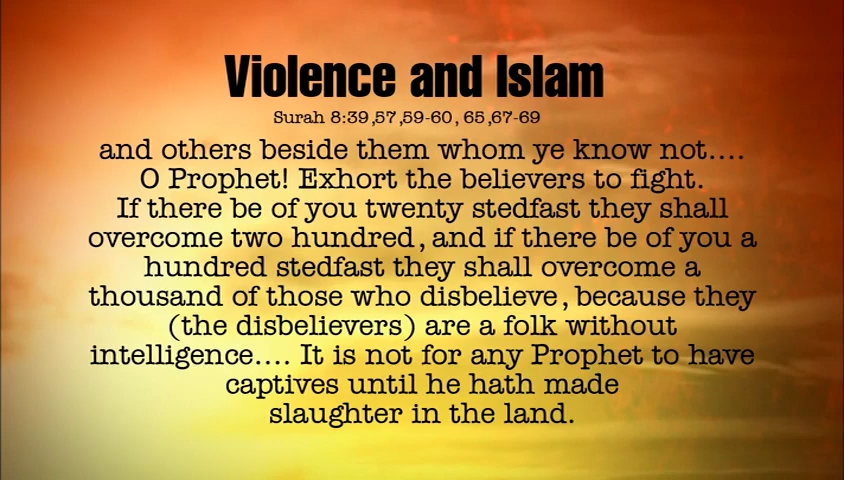 Violence and Islam
Surah 8:39,57,59-60, 65,67-69
and others beside them whom ye know not....
O Prophet! Exhort the believers to fight.
If there be of you twenty stedfast they shall
overcome two hundred, and if there be of you a
hundred stedfast they shall overcome a
thousand of those who disbelieve, because they
(the disbelievers) are a folk without
intelligence.... It is not for any Prophet to have
captives until he hath made
slaughter in the land.